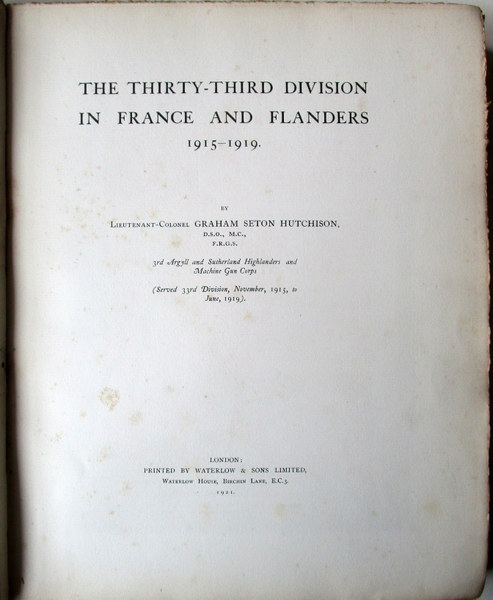 THE THIRTY-THIRD DIVISION
IN FRANCE AND FLANDERS
1915–1919.
BY
Lieutenant-Colonel GRAHAM SETON HUTCHISON,
D.S.O., M.C.,
F.R.G.S.
3rd Argyll and Sutherland Highlanders and
Machine Gun Corps
(Served 33rd Division, November, 1915, to
June, 1919).
LONDON:
PRINTED BY WATERLOW & SONS LIMITED,
Waterlow House, Birchin Lane, E.C.3.
1921.